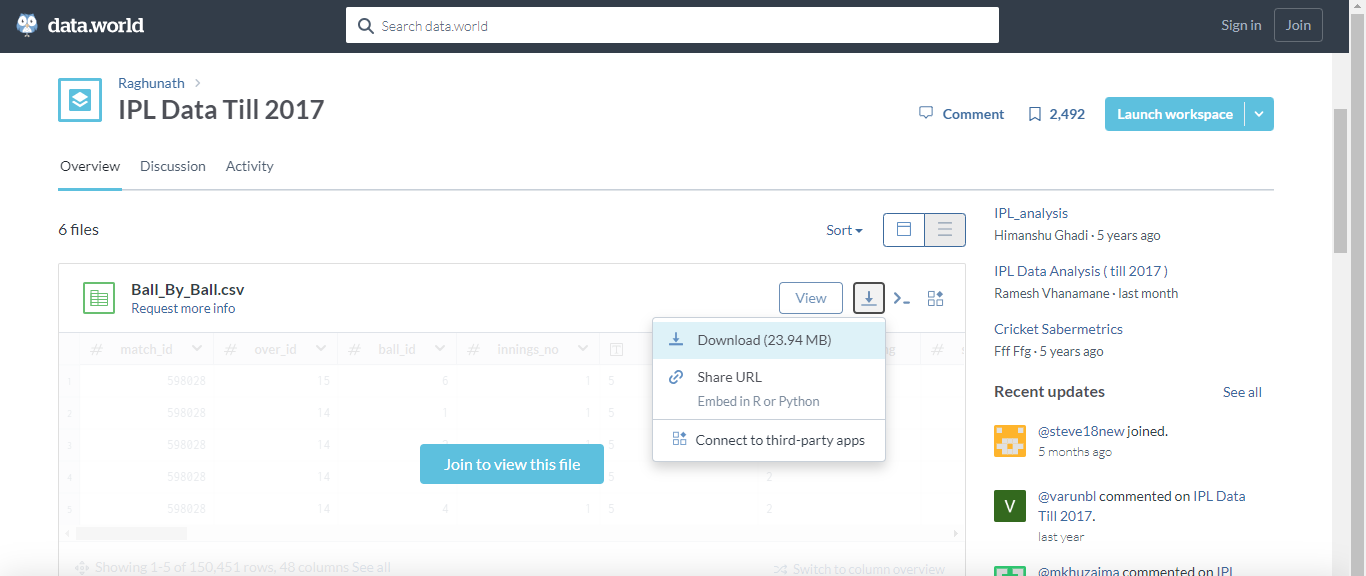 data.world
Search data.world
Sign in
Join
Raghunath
IPL Data Till 2017
Comment
2,492
Launch workspace
Overview
Discussion
Activity
6 files
Sort
Ball_By_Ball.csv
Request more info
View
# match_id
# over_id
# ball_id
# innings_no
#
1 598028 15 6 1 5
2 598028 14 1 1 5
3 598028 14 1 5
4 598028 14 5 2
5 598028 14 4 1 5 2
Download (23.94 MB)
Share URL
Embed in R or Python
Connect to third-party apps
Join to view this file
Showing 1-5 of 150,451 rows, 48 columns See all
Switch to column overview
IPL_analysis
Himanshu Ghadi · 5 years ago
IPL Data Analysis ( till 2017 )
Ramesh Vhanamane · last month
Cricket Sabermetrics
Fff Ffg · 5 years ago
Recent updates
See all
@steve18new joined.
5 months ago
V
@varunbl commented on IPL Data
Till 2017.
last year
@mkhuzaima commented on IPL